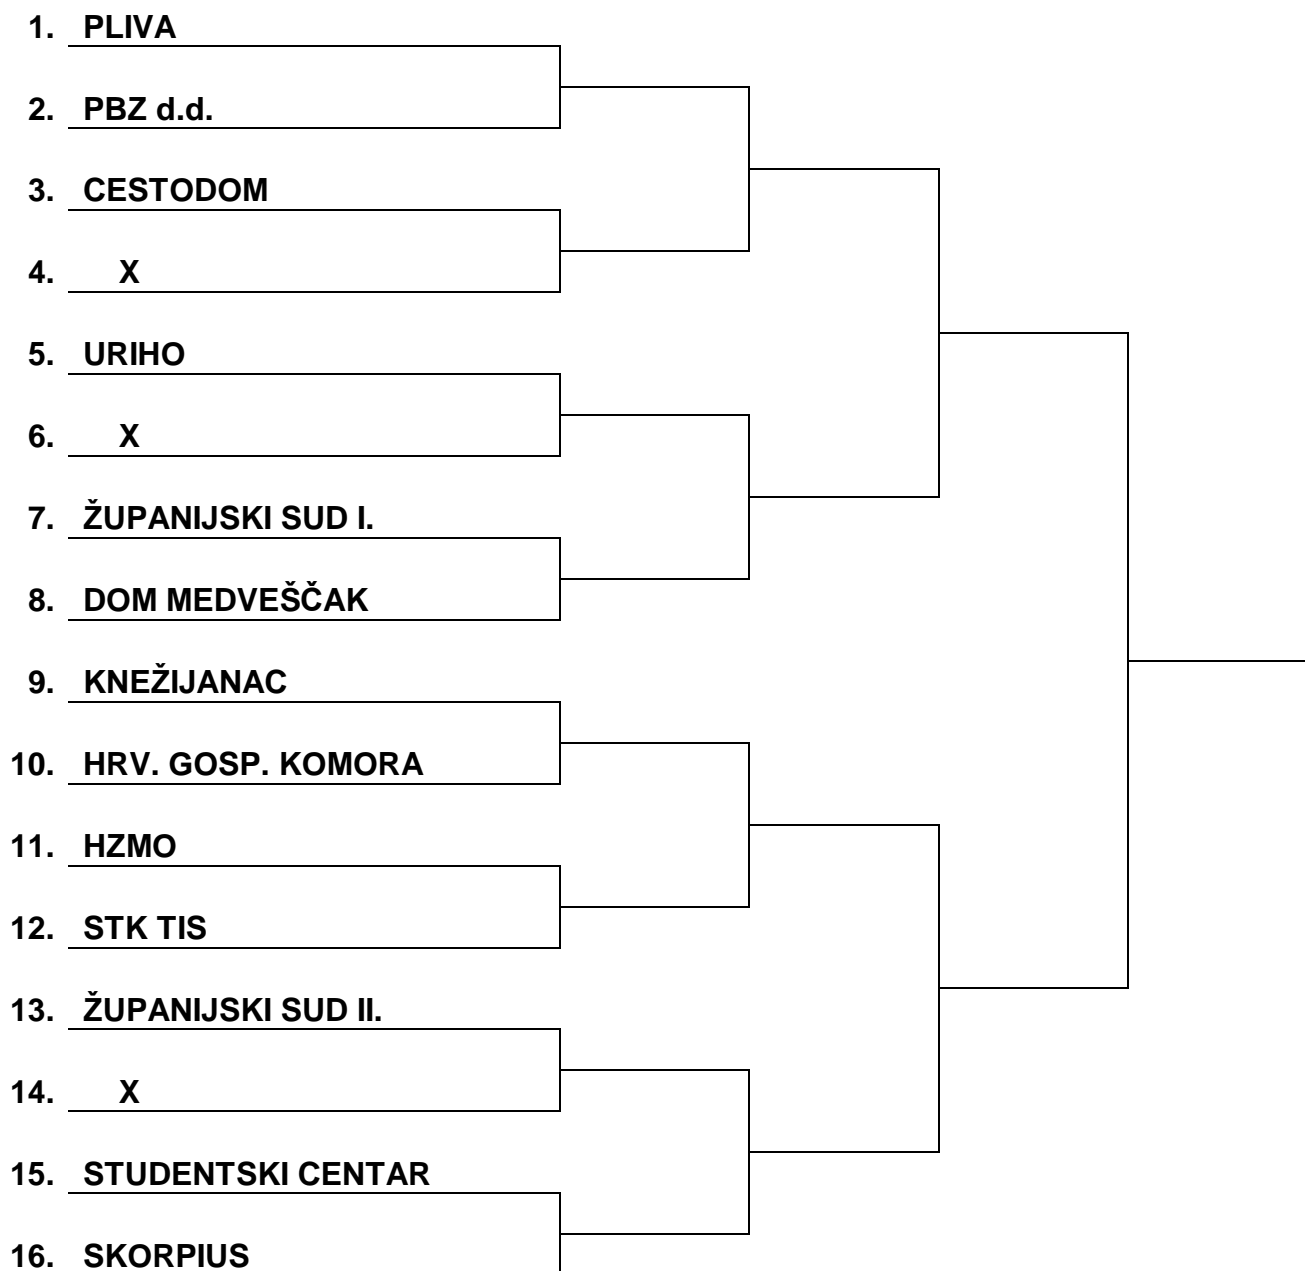 1. PLIVA
2. PBZ d.d.
3. CESTODOM
4. X
5. URIHO
6. X
7. ŽUPANIJSKI SUD I.
8. DOM MEDVEŠČAK
9. KNEŽIJANAC
10. HRV. GOSP. KOMORA
11. HZMO
12. STK TIS
13. ŽUPANIJSKI SUD II.
14. X
15. STUDENTSKI CENTAR
16. SKORPIUS